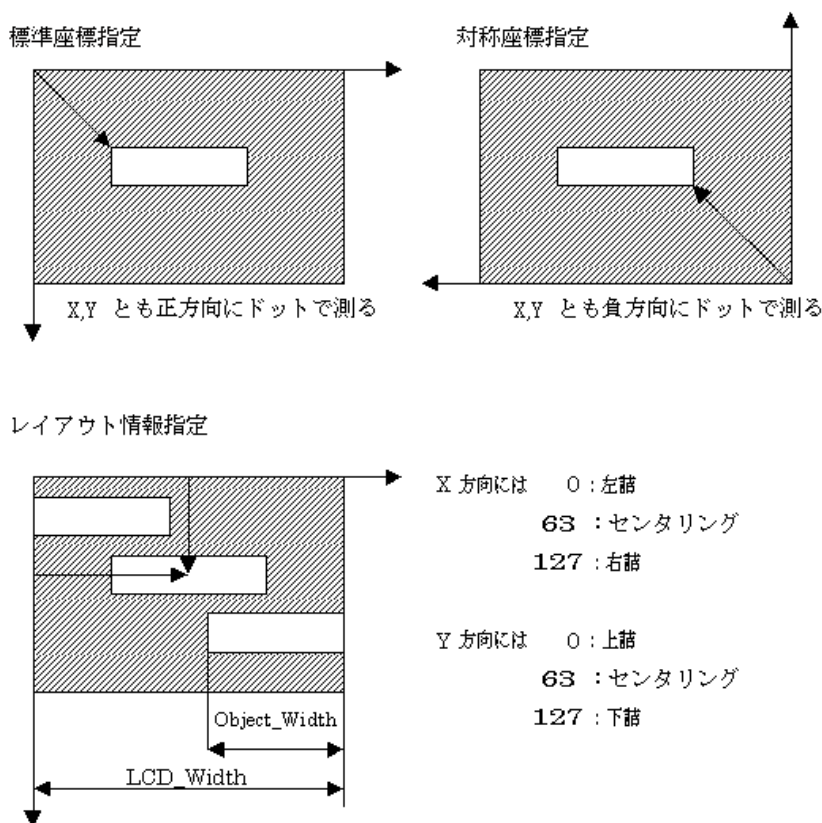 標準座標指定
対称座標指定
X,Y とも正方向にドットで測る
X,Y とも負方向にドットで測る
レイアウト情報指定
X 方向には 0 : 左詰
63 : センタリング
127 : 右詰
Y 方向には 0 : 上詰
63 : センタリング
127 : 下詰
Object_Width
LCD_Width